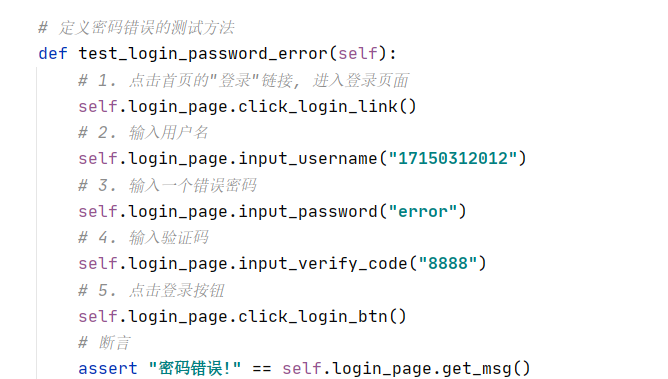 # 定义密码错误的测试方法
def test_login_password_error(self):
# 1. 点击首页的"登录"链接, 进入登录页面
self.login_page.click_login_link()
# 2. 输入用户名
self.login_page.input_username("17150312012")
# 3. 输入一个错误密码
self.login_page.input_password("error")
# 4. 输入验证码
self.login_page.input_verify_code("8888")
# 5. 点击登录按钮
self.login_page.click_login_btn()
# 断言
assert "密码错误!" == self.login_page.get_msg()